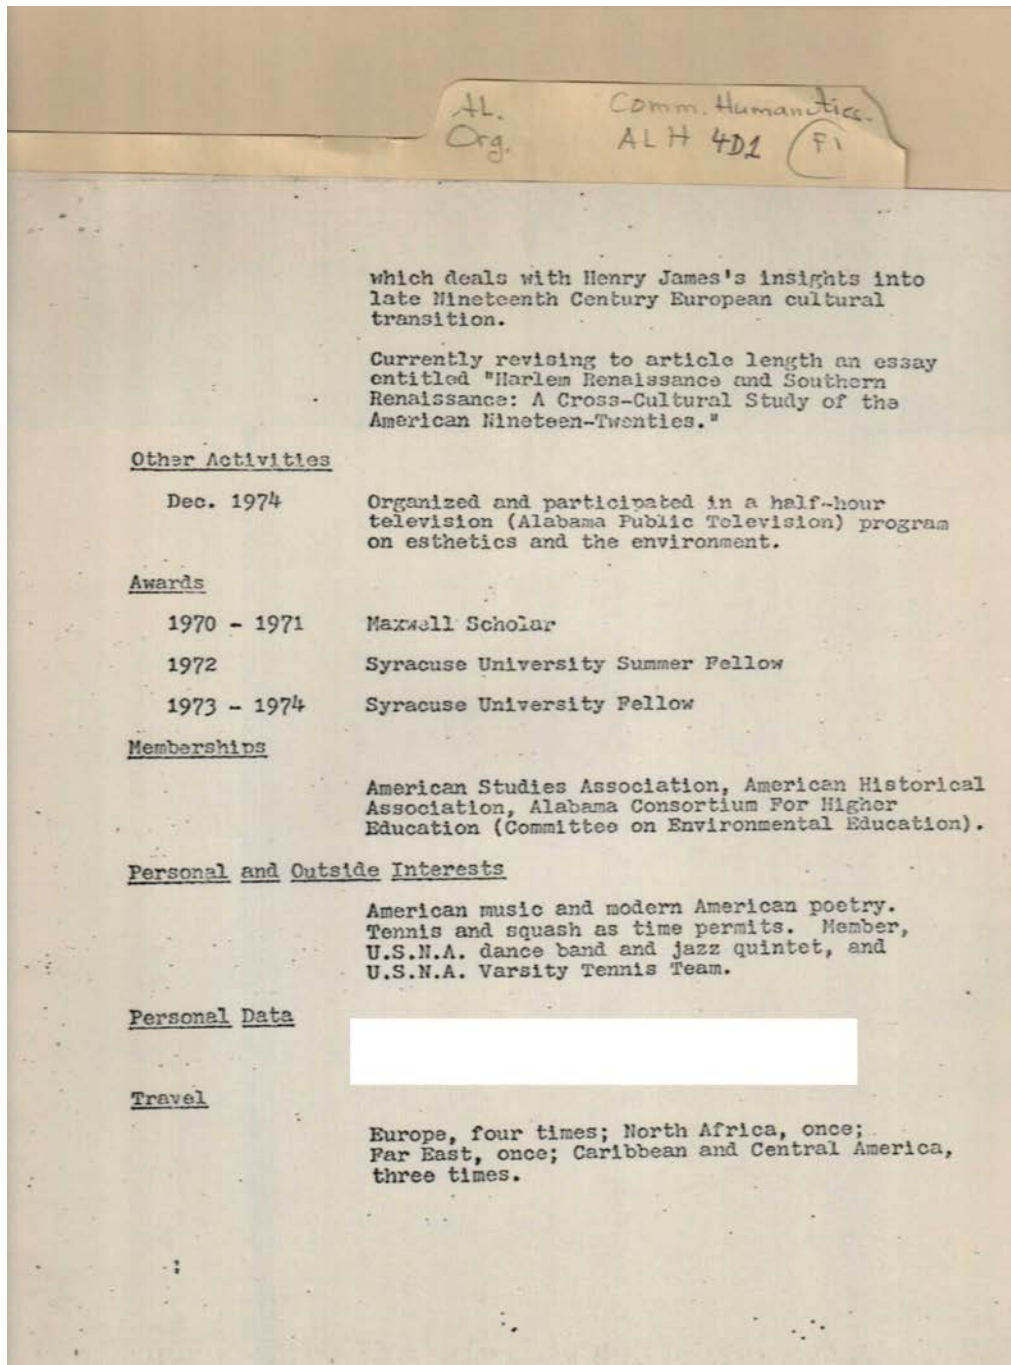 AL. Comm. Humanities.
Org. ALH 4D1 F1
which deals with Henry James's insights into
late Nineteenth Century European cultural
transition.
Currently revising to article length an essay
entitled "Harlem Renaissance and Southern
Renaissance: A Cross-Cultural Study of the
American Nineteen-Twenties."
Other Activities
Dec. 1974 Organized and participated in a half-hour
television (Alabama Public Television) program
on esthetics and the environment.
Awards
1970 - 1971 Maxwell Scholar
1972 Syracuse University Summer Fellow
1973 - 1974 Syracuse University Fellow
Memberships
American Studies Association, American Historical
Association, Alabama Consortium For Higher
Education (Committee on Environmental Education).
Personal and Outside Interests
American music and modern American poetry.
Tennis and squash as time permits. Member,
U.S.N.A. dance band and jazz quintet, and
U.S.N.A. Varsity Tennis Team.
Personal Data
Travel
Europe, four times; North Africa, once;
Far East, once; Caribbean and Central America,
three times.